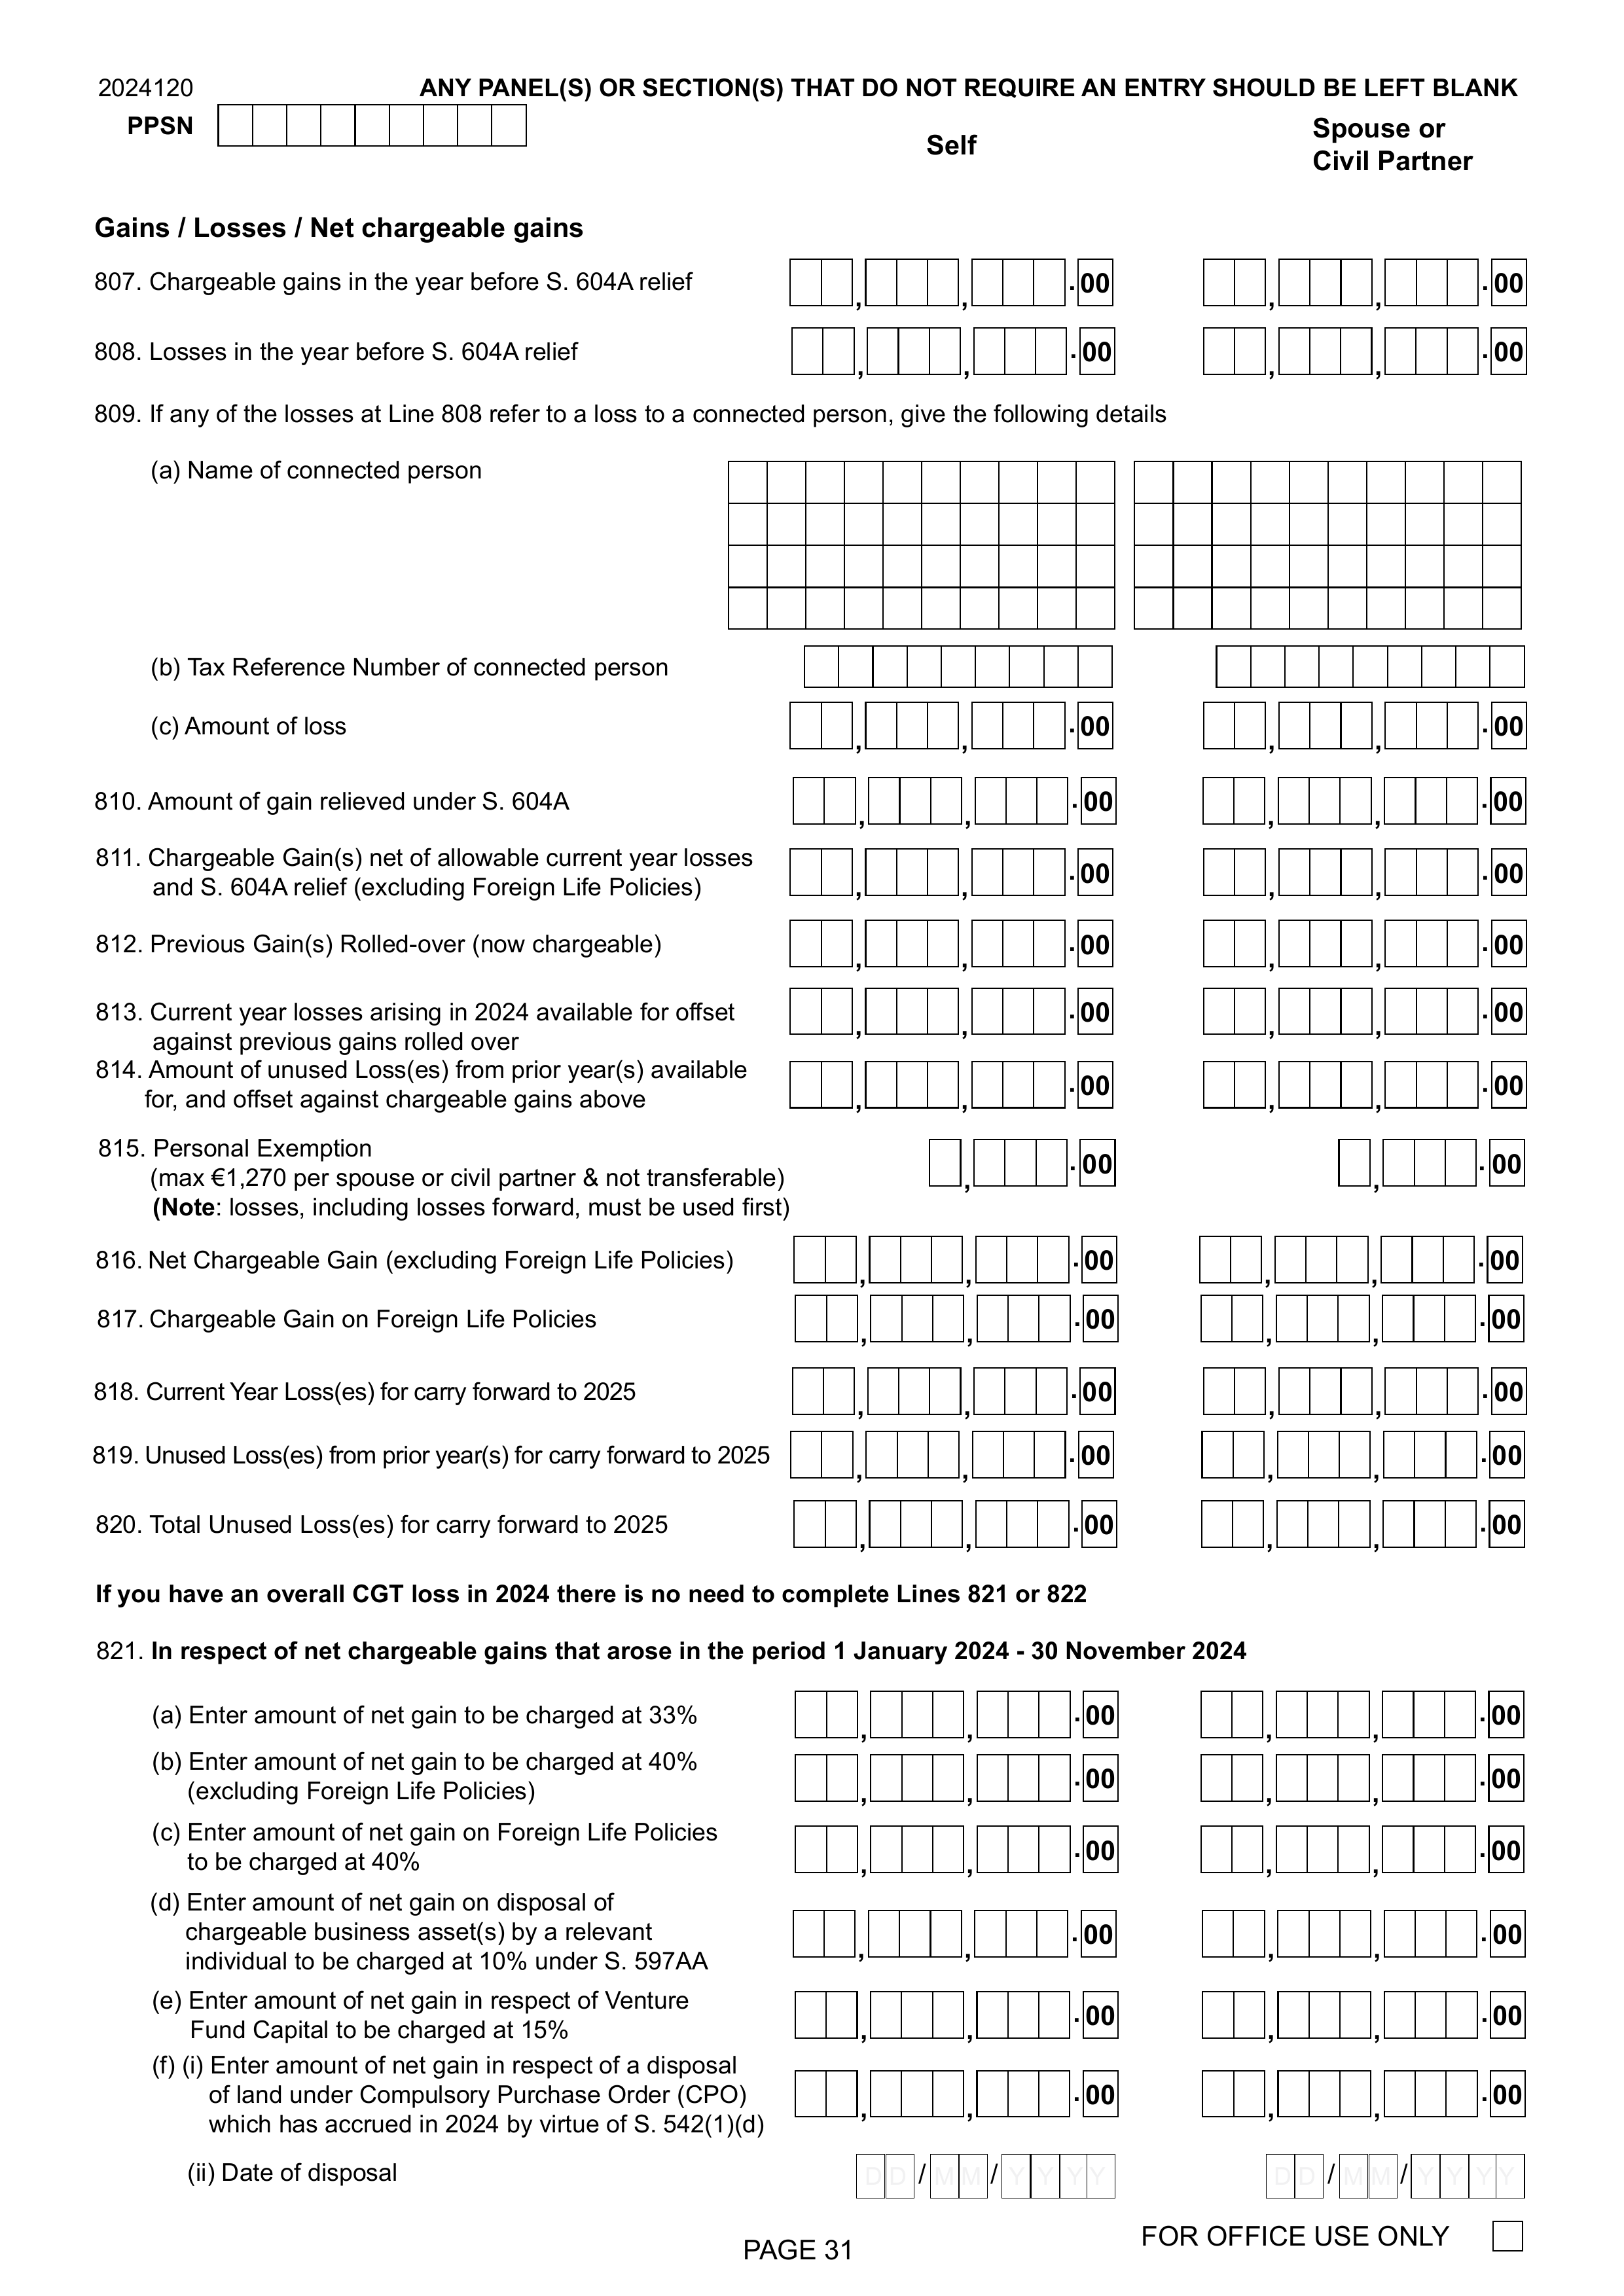 2024120
ANY PANEL(S) OR SECTION(S) THAT DO NOT REQUIRE AN ENTRY SHOULD BE LEFT BLANK
PPSN
Self
Spouse or
Civil Partner
Gains / Losses / Net chargeable gains
807. Chargeable gains in the year before S. 604A relief , , .00 , , .00
808. Losses in the year before S. 604A relief , , .00 , , .00
809. If any of the losses at Line 808 refer to a loss to a connected person, give the following details
(a) Name of connected person
(b) Tax Reference Number of connected person
(c) Amount of loss , , .00 , , .00
810. Amount of gain relieved under S. 604A , , .00 , , .00
811. Chargeable Gain(s) net of allowable current year losses
and S. 604A relief (excluding Foreign Life Policies) , , .00 , , .00
812. Previous Gain(s) Rolled-over (now chargeable) , , .00 , , .00
813. Current year losses arising in 2024 available for offset
against previous gains rolled over , , .00 , , .00
814. Amount of unused Loss(es) from prior year(s) available
for, and offset against chargeable gains above , , .00 , , .00
815. Personal Exemption
(max €1,270 per spouse or civil partner & not transferable) , .00 , .00
(Note: losses, including losses forward, must be used first)
816. Net Chargeable Gain (excluding Foreign Life Policies) , , .00 , , .00
817. Chargeable Gain on Foreign Life Policies , , .00 , , .00
818. Current Year Loss(es) for carry forward to 2025 , , .00 , , .00
819. Unused Loss(es) from prior year(s) for carry forward to 2025 , , .00 , , .00
820. Total Unused Loss(es) for carry forward to 2025 , , .00 , , .00
If you have an overall CGT loss in 2024 there is no need to complete Lines 821 or 822
821. In respect of net chargeable gains that arose in the period 1 January 2024 - 30 November 2024
(a) Enter amount of net gain to be charged at 33% , , .00 , , .00
(b) Enter amount of net gain to be charged at 40%
(excluding Foreign Life Policies) , , .00 , , .00
(c) Enter amount of net gain on Foreign Life Policies
to be charged at 40% , , .00 , , .00
(d) Enter amount of net gain on disposal of
chargeable business asset(s) by a relevant
individual to be charged at 10% under S. 597AA , , .00 , , .00
(e) Enter amount of net gain in respect of Venture
Fund Capital to be charged at 15% , , .00 , , .00
(f) (i) Enter amount of net gain in respect of a disposal
of land under Compulsory Purchase Order (CPO)
which has accrued in 2024 by virtue of S. 542(1)(d) , , .00 , , .00
(ii) Date of disposal DD/MM/YYYY DD/MM/YYYY
FOR OFFICE USE ONLY
PAGE 31